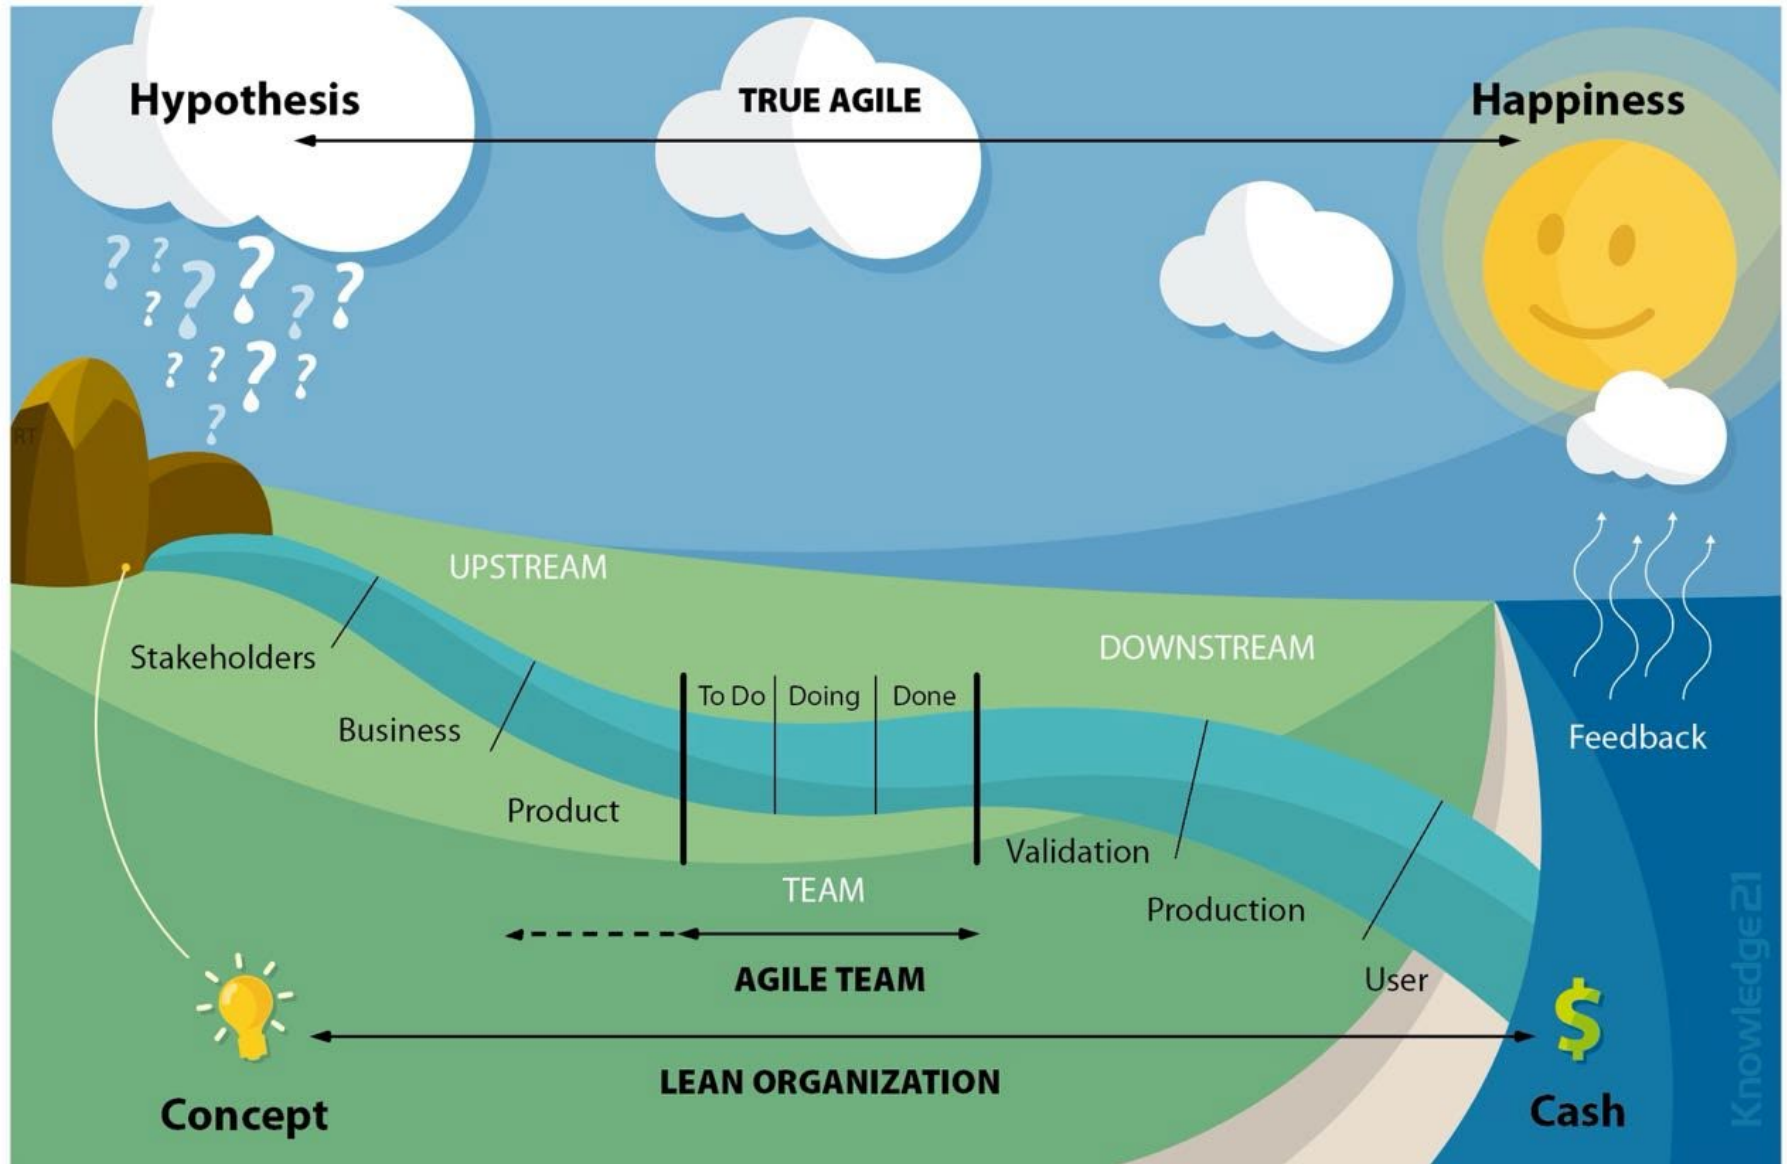 Hypothesis
TRUE AGILE
Happiness
? ? ? ? ? ? ? ? ? ? ? ? ?
RT
UPSTREAM
DOWNSTREAM
Stakeholders
Business
Product
To Do
Doing
Done
TEAM
Validation
Production
User
Feedback
AGILE TEAM
LEAN ORGANIZATION
Concept
$
Cash
Knowledge21